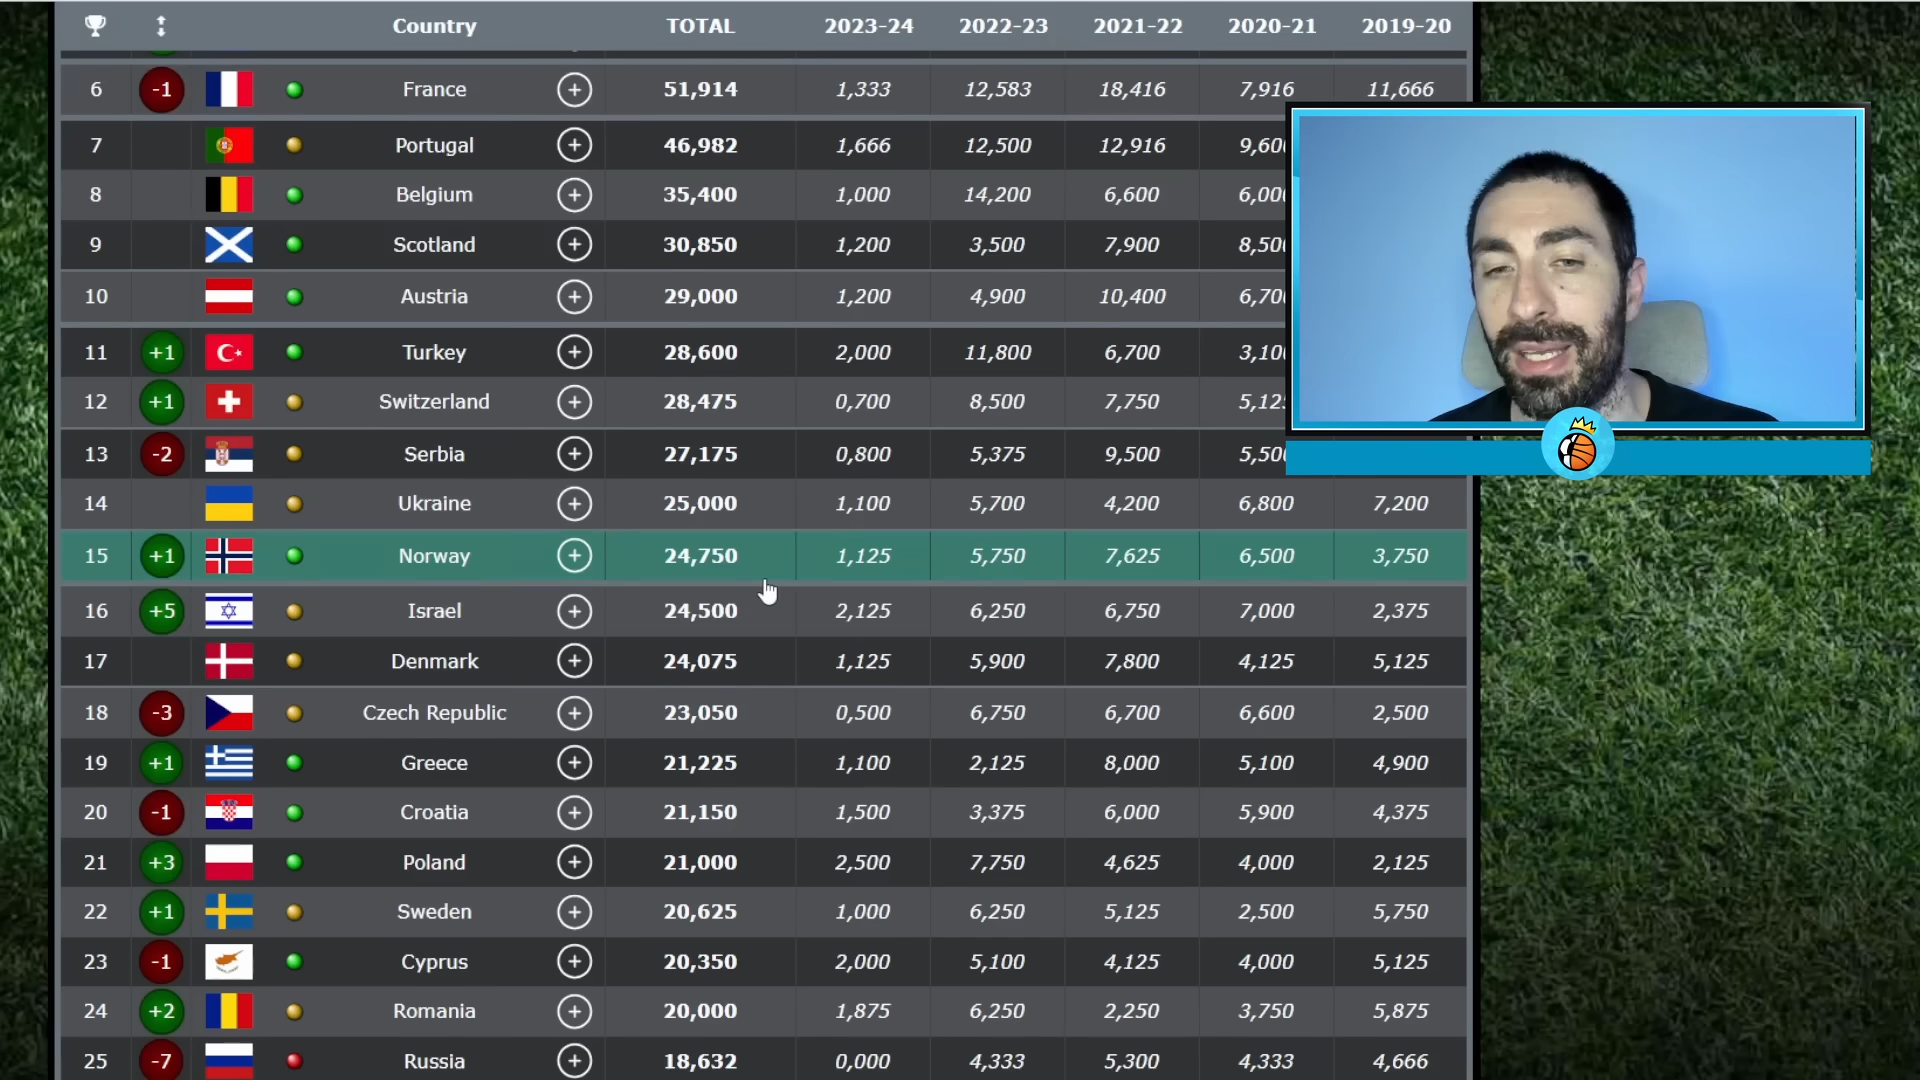 Country TOTAL 2023-24 2022-23 2021-22 2020-21 2019-20
6 -1 France 51,914 1,333 12,583 18,416 7,916 11,666
7 Portugal 46,982 1,666 12,500 12,916
8 Belgium 35,400 1,000 14,200 6,600
9 Scotland 30,850 1,200 3,500 7,900
10 Austria 29,000 1,200 4,900 10,400
11 +1 Turkey 28,600 2,000 11,800 6,700
12 +1 Switzerland 28,475 0,700 8,500 7,750
13 -2 Serbia 27,175 0,800 5,375 9,500
14 Ukraine 25,000 1,100 5,700 4,200 6,800 7,200
15 +1 Norway 24,750 1,125 5,750 7,625 6,500 3,750
16 +5 Israel 24,500 2,125 6,250 6,750 7,000 2,375
17 Denmark 24,075 1,125 5,900 7,800 4,125 5,125
18 -3 Czech Republic 23,050 0,500 6,750 6,700 6,600 2,500
19 +1 Greece 21,225 1,100 2,125 8,000 5,100 4,900
20 -1 Croatia 21,150 1,500 3,375 6,000 5,900 4,375
21 +3 Poland 21,000 2,500 7,750 4,625 4,000 2,125
22 +1 Sweden 20,625 1,000 6,250 5,125 2,500 5,750
23 -1 Cyprus 20,350 2,000 5,100 4,125 4,000 5,125
24 +2 Romania 20,000 1,875 6,250 2,250 3,750 5,875
25 -7 Russia 18,632 0,000 4,333 5,300 4,333 4,666